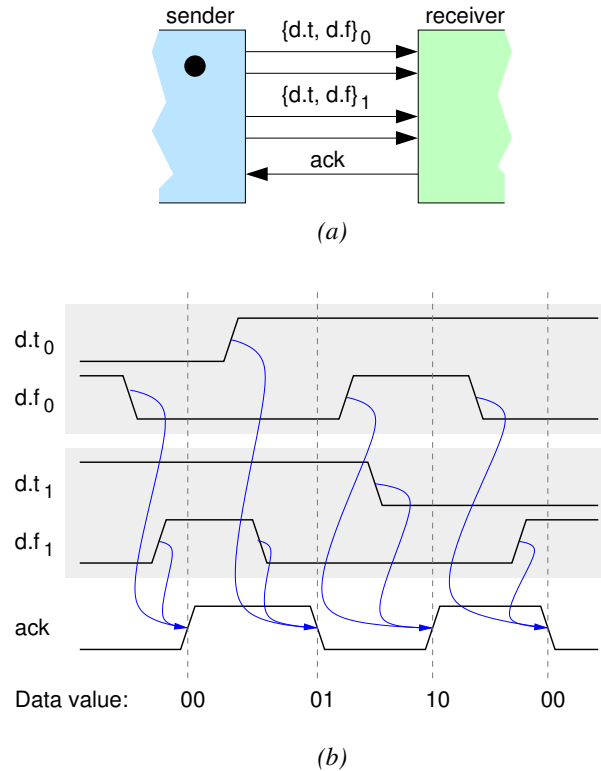 sender receiver
{d.t, d.f}0
{d.t, d.f}1
ack
(a)
d.t0
d.f0
d.t1
d.f1
ack
Data value: 00 01 10 00
(b)